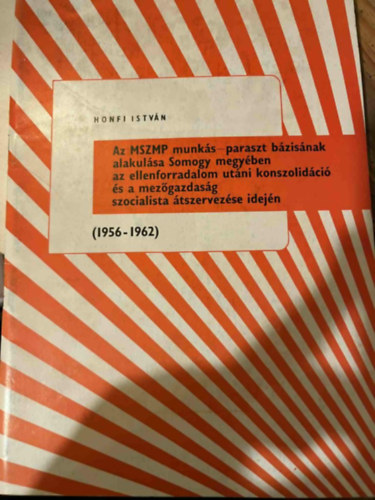 HONFI ISTVÁN
Az MSZMP munkás-paraszt bázisának
alakulása Somogy megyében
az ellenforradalom utáni konszolidáció
és a mezőgazdaság
szocialista átszervezése idején
(1956-1962)